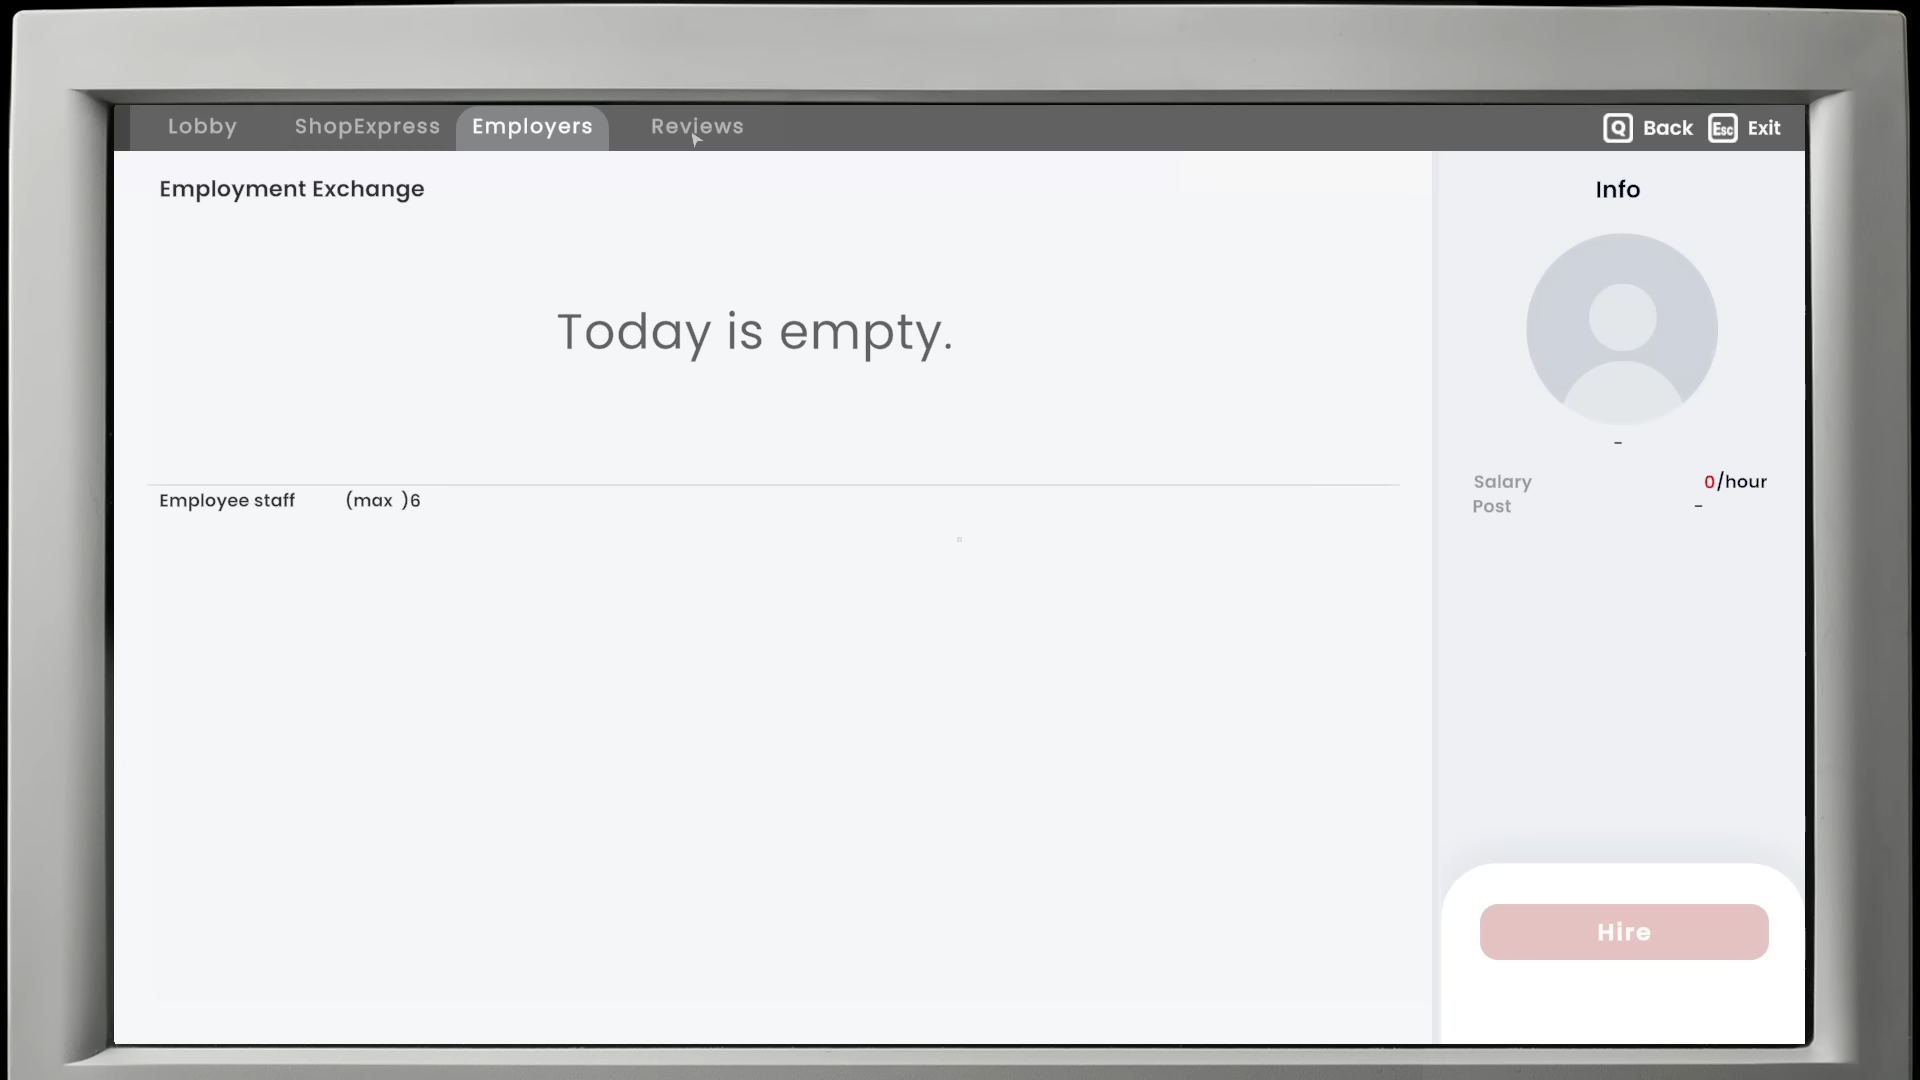 Lobby ShopExpress Employers Reviews Q Back Esc Exit
Employment Exchange
Info
Today is empty.
-
Salary 0/hour
Post -
Employee staff (max )6
Hire